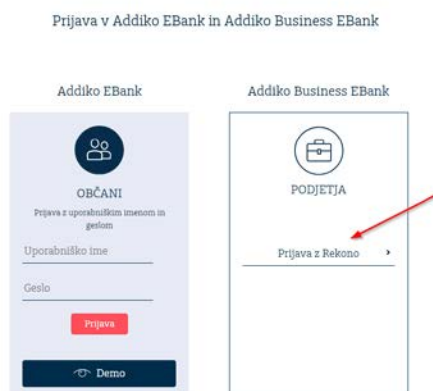 Prijava v Addiko EBank in Addiko Business EBank
Addiko EBank
OBČANI
Prijava z uporabniškim imenom in
geslom
Uporabniško ime
Geslo
Prijava
Demo
Addiko Business EBank
PODJETJA
Prijava z Rekono